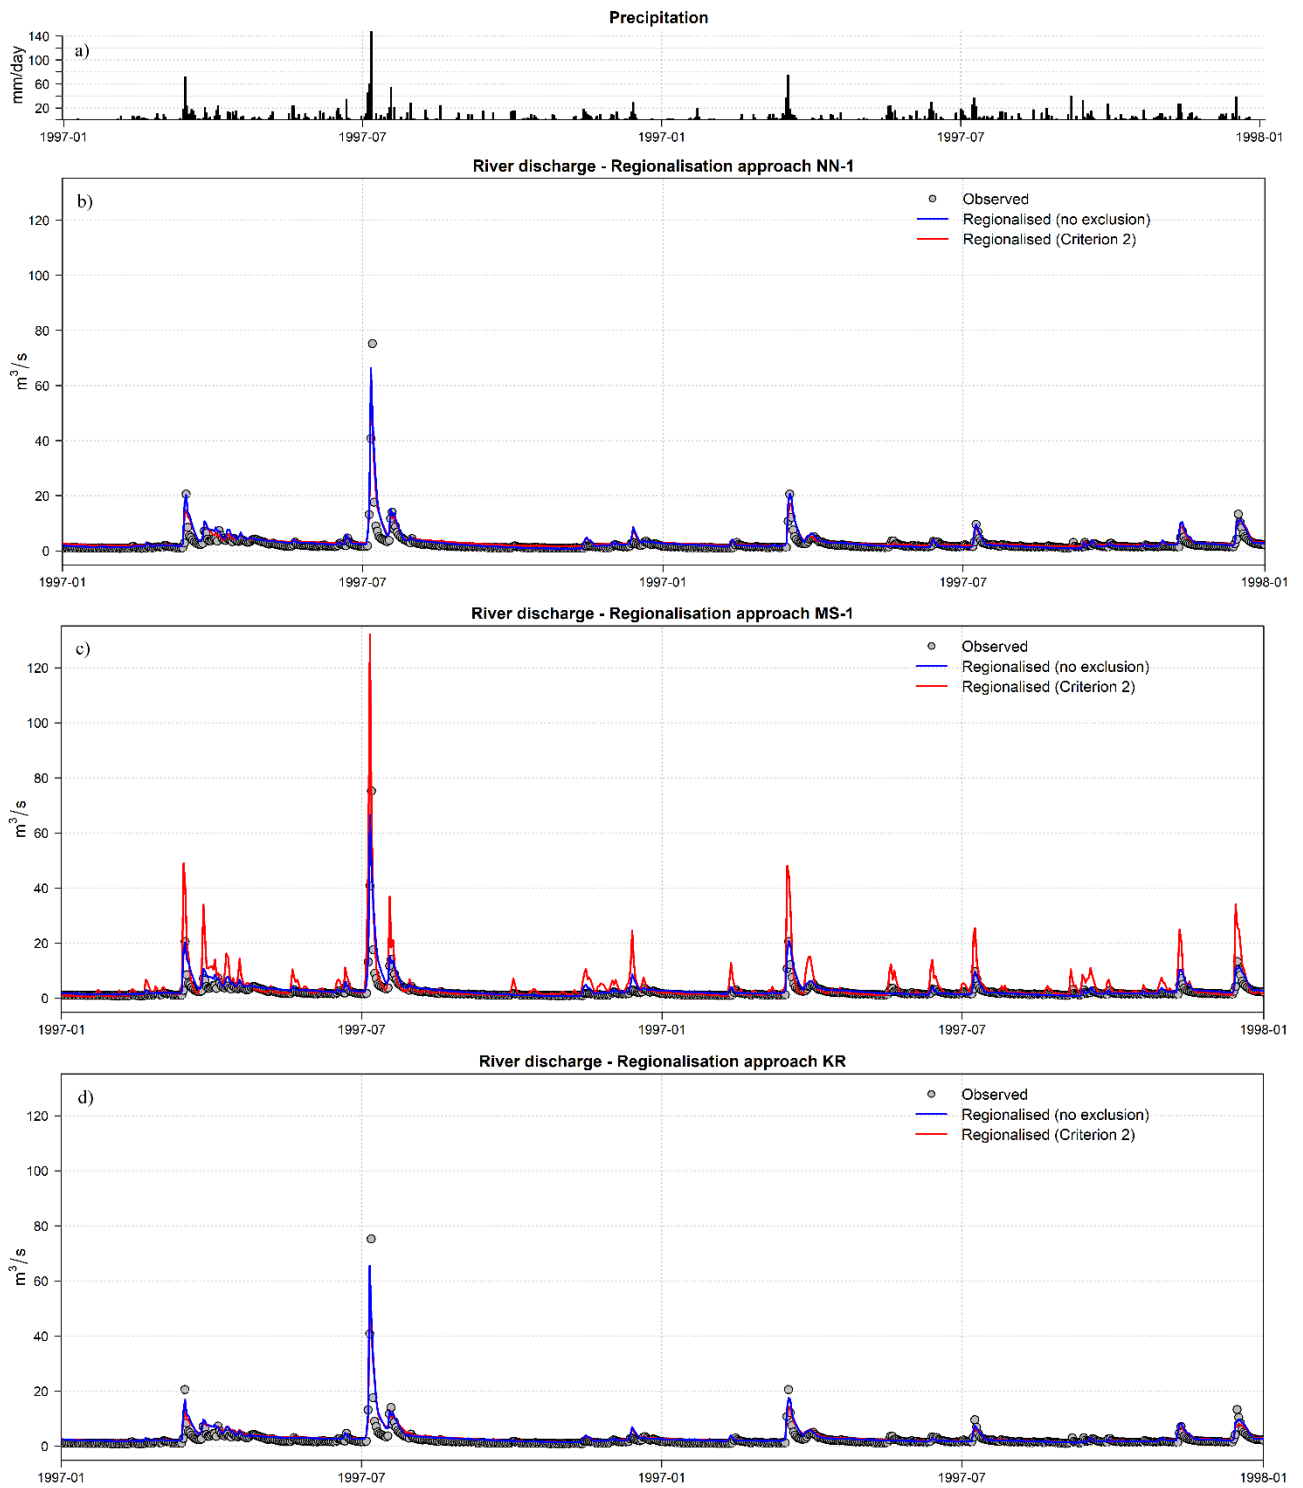 Precipitation
a)
mm/day
140
100
60
20
1997-01 1997-07 1997-01 1997-07 1998-01
River discharge - Regionalisation approach NN-1
b)
Observed
Regionalised (no exclusion)
Regionalised (Criterion 2)
m³/s
120
100
80
60
40
20
0
1997-01 1997-07 1997-01 1997-07 1998-01
River discharge - Regionalisation approach MS-1
c)
Observed
Regionalised (no exclusion)
Regionalised (Criterion 2)
m³/s
120
100
80
60
40
20
0
1997-01 1997-07 1997-01 1997-07 1998-01
River discharge - Regionalisation approach KR
d)
Observed
Regionalised (no exclusion)
Regionalised (Criterion 2)
m³/s
120
100
80
60
40
20
0
1997-01 1997-07 1997-01 1997-07 1998-01